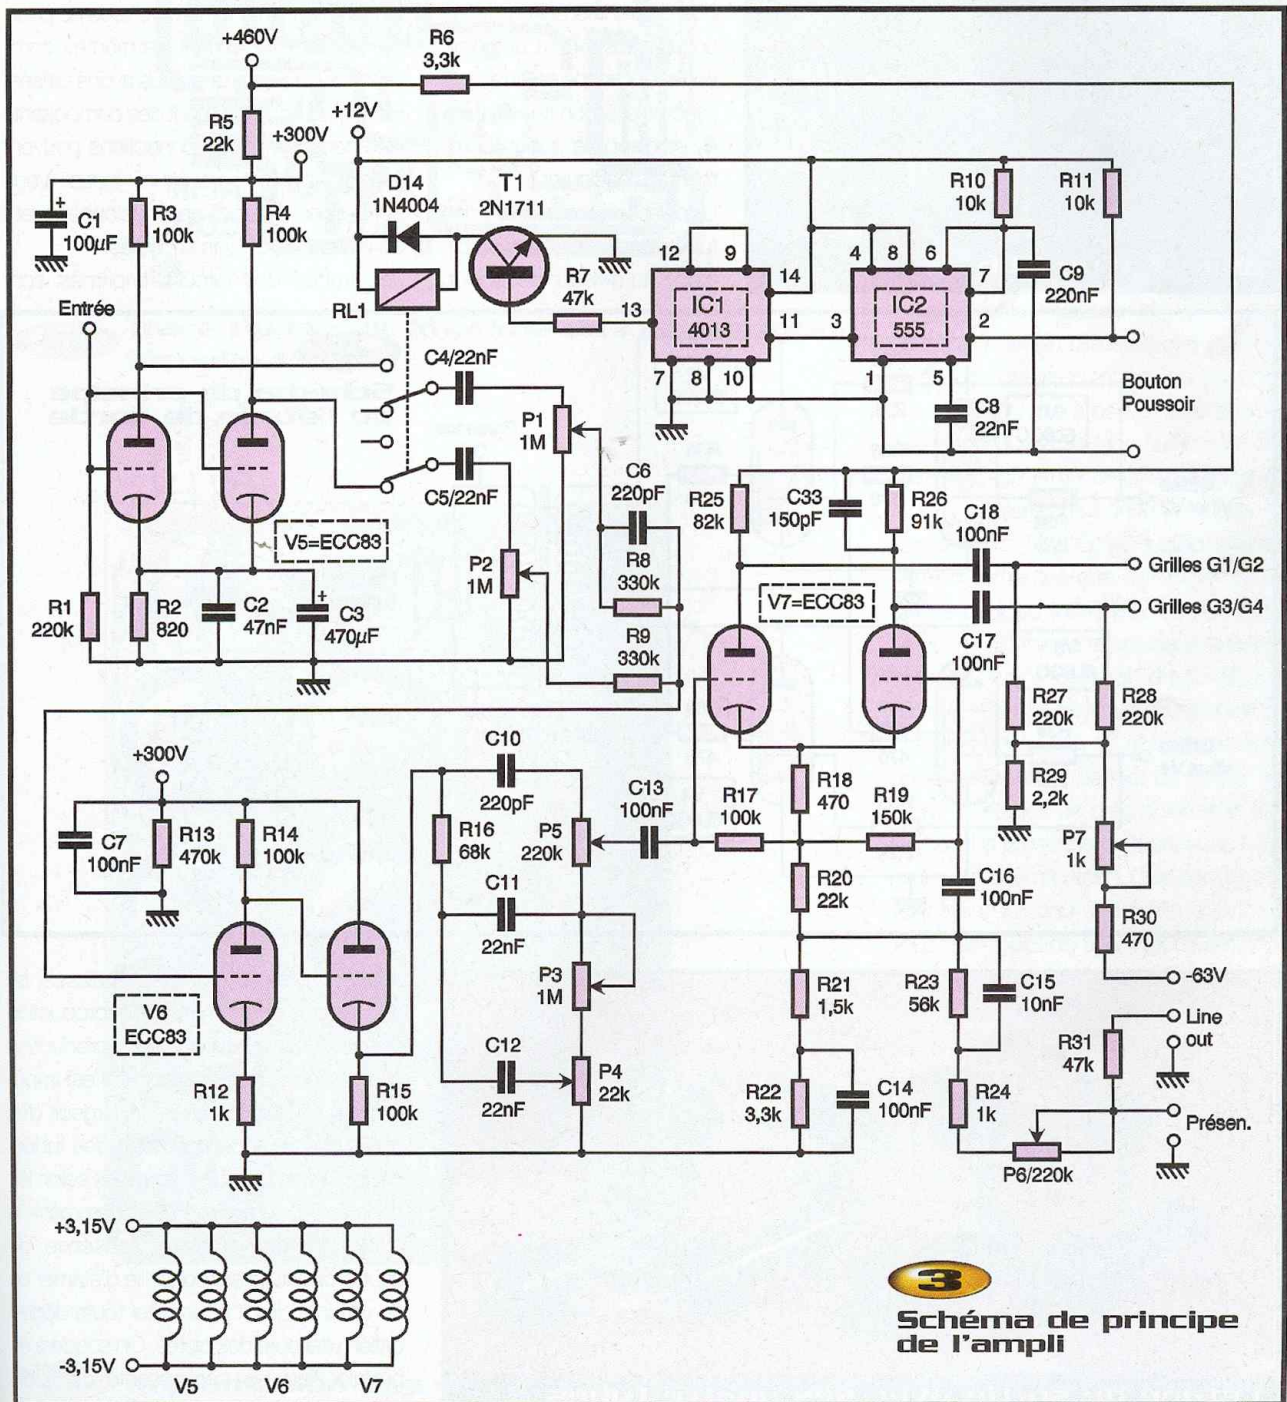 +460V
R6
3,3k
+12V
R5
22k
+300V
C1
100µF
R3
100k
R4
100k
D14
1N4004
T1
2N1711
RL1
R7
47k
13
12
9
14
11
IC1
4013
7
8
10
4
8
6
7
2
3
IC2
555
1
5
R10
10k
R11
10k
C9
220nF
C8
22nF
Bouton
Poussoir
Entrée
C4/22nF
P1
1M
C5/22nF
C6
220pF
R8
330k
R9
330k
P2
1M
V5=ECC83
R1
220k
R2
820
C2
47nF
C3
470µF
R25
82k
C33
150pF
R26
91k
C18
100nF
Grilles G1/G2
Grilles G3/G4
C17
100nF
V7=ECC83
R27
220k
R28
220k
R29
2,2k
P7
1k
R30
470
-63V
+300V
C7
100nF
R13
470k
R14
100k
V6
ECC83
R12
1k
R15
100k
C10
220pF
R16
68k
P5
220k
C11
22nF
P3
1M
C12
22nF
P4
22k
C13
100nF
R17
100k
R18
470
R19
150k
R20
22k
C16
100nF
R21
1,5k
R23
56k
C15
10nF
R22
3,3k
C14
100nF
R24
1k
P6/220k
R31
47k
Line
out
Présen.
+3,15V
-3,15V
V5
V6
V7
3
Schéma de principe
de l'ampli